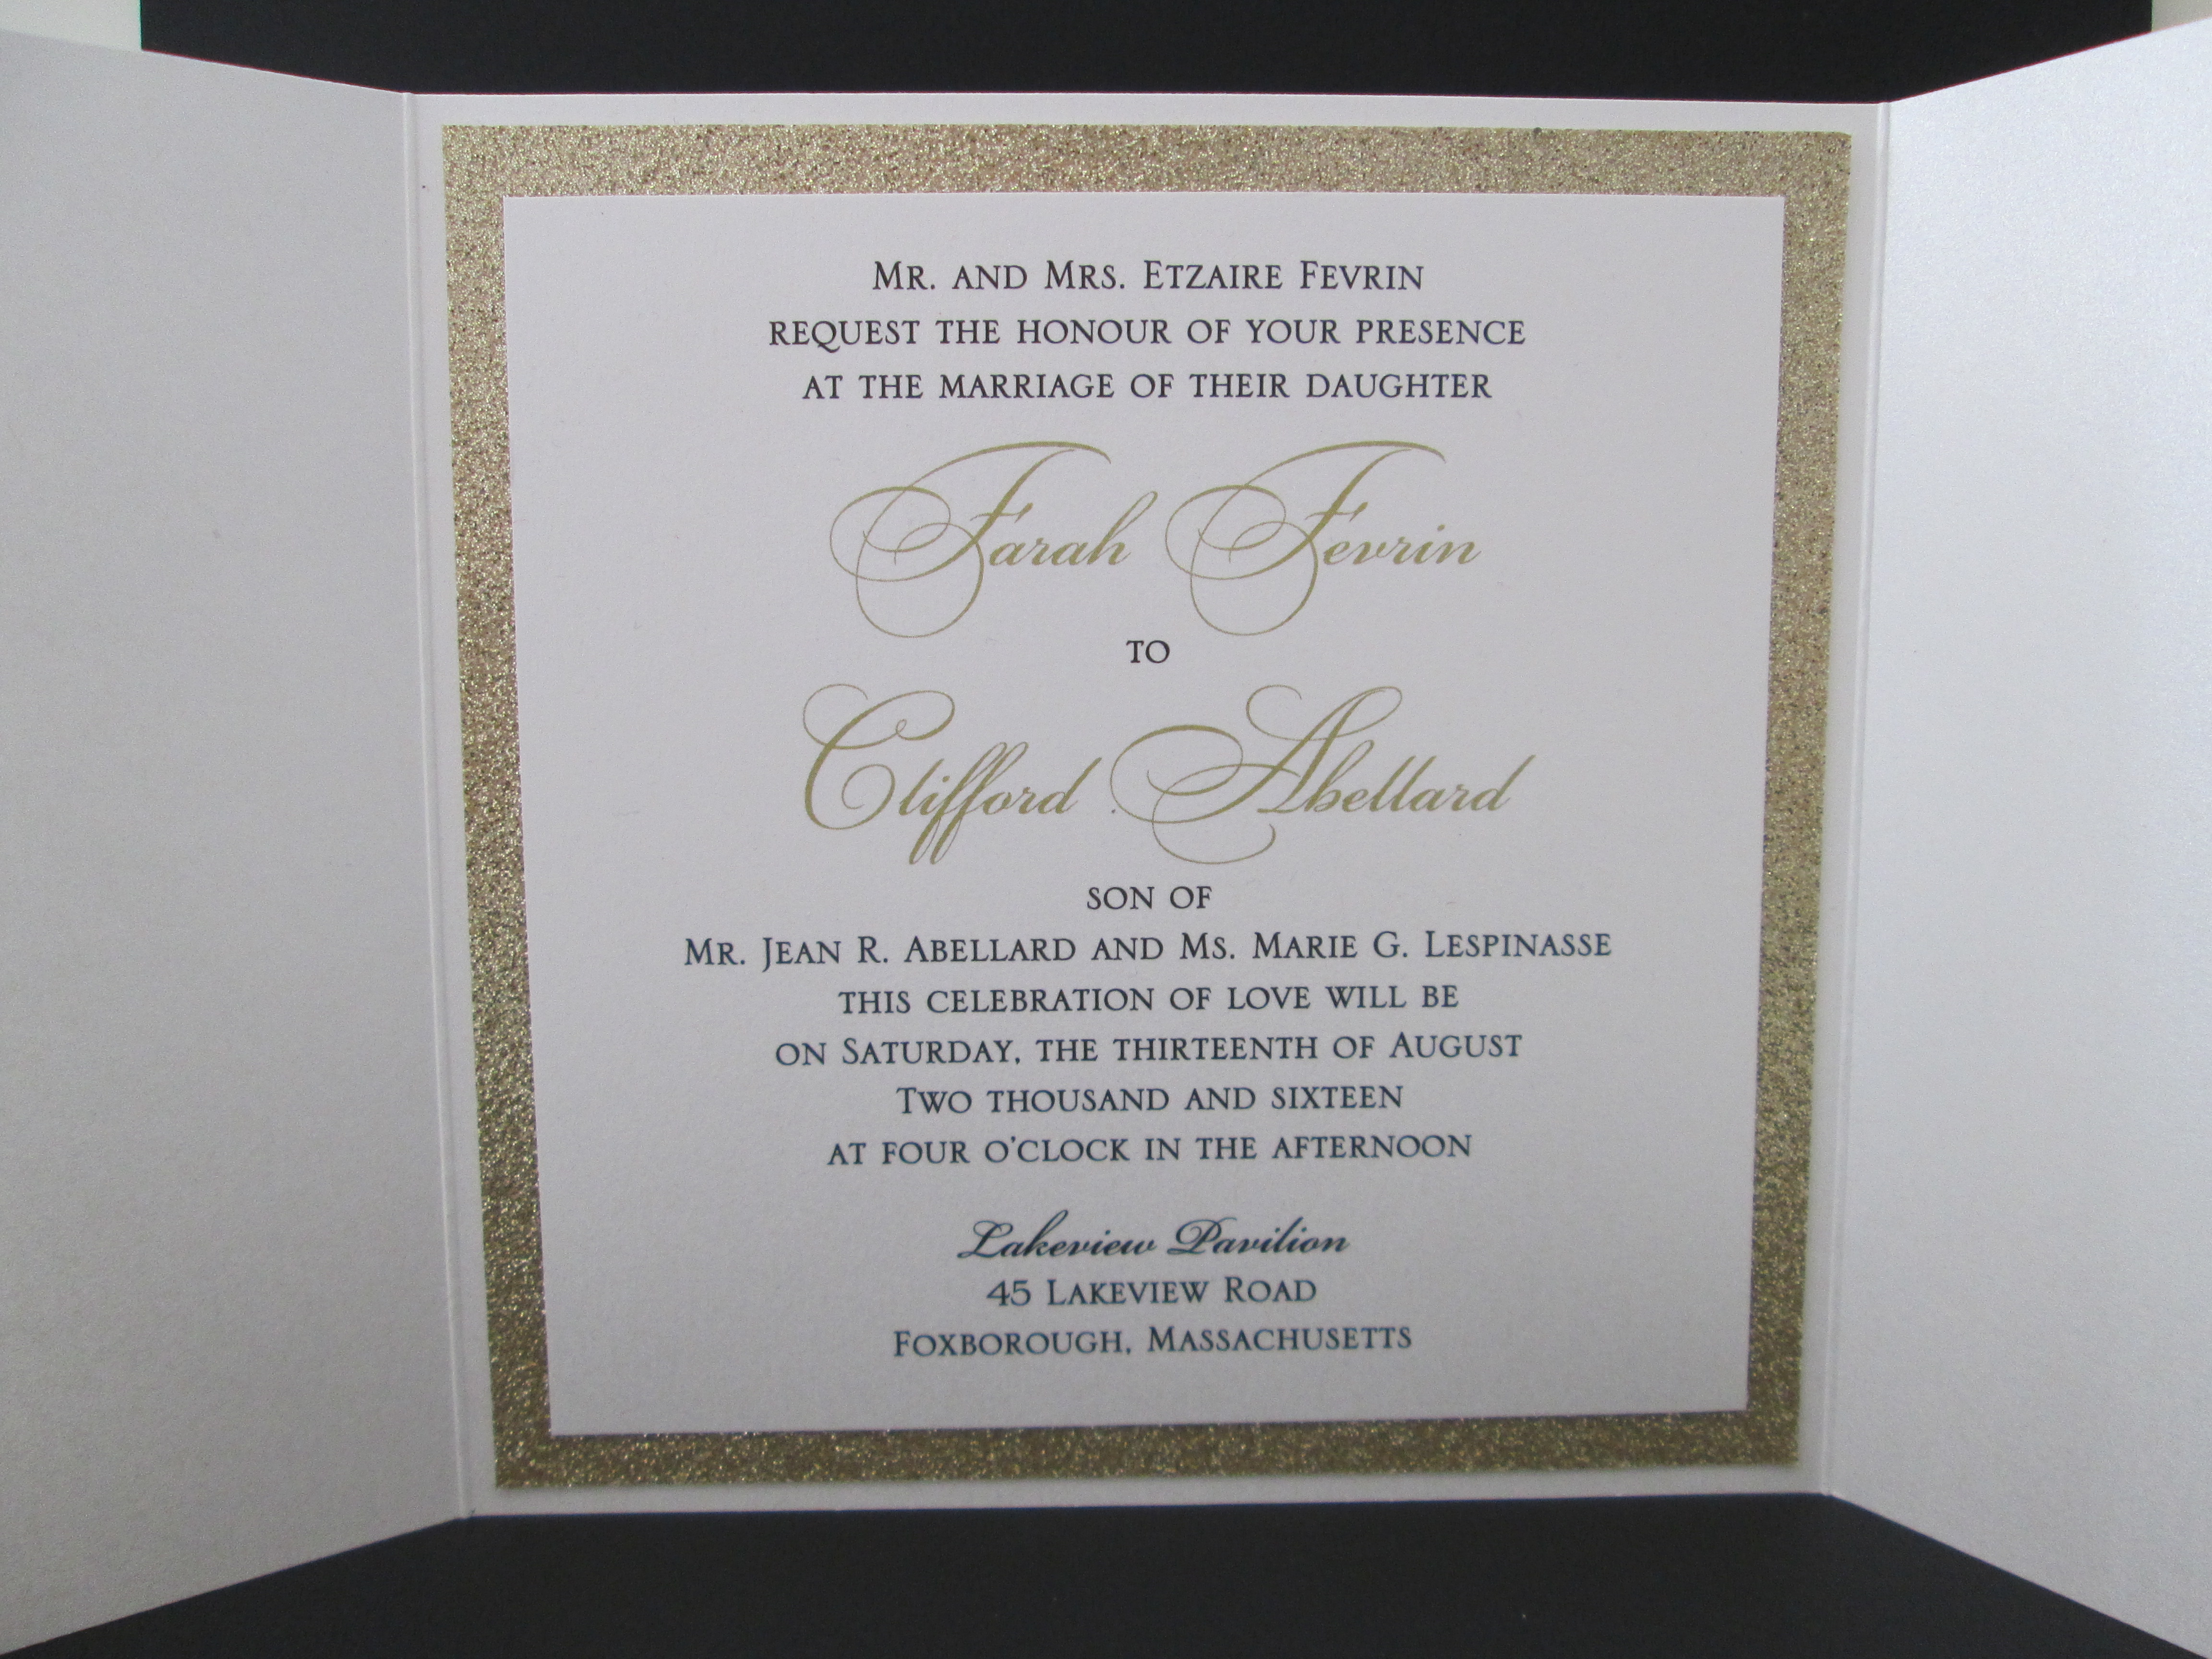 Mr. and Mrs. Etzaire Fevrin
request the honour of your presence
at the marriage of their daughter
Farah Fevrin
to
Clifford Abellard
son of
Mr. Jean R. Abellard and Ms. Marie G. Lespinasse
this celebration of love will be
on Saturday, the thirteenth of August
Two thousand and sixteen
at four o'clock in the afternoon
Lakeview Pavilion
45 Lakeview Road
Foxborough, Massachusetts